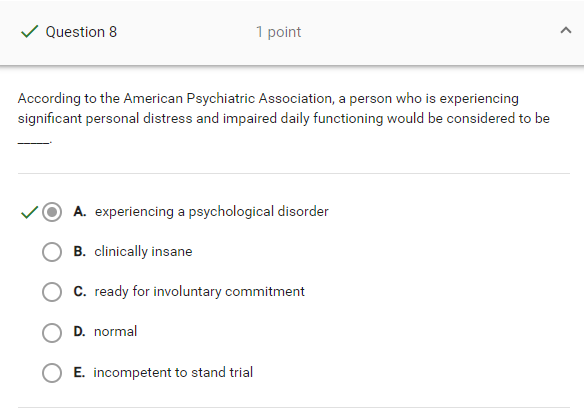 Question 8 1 point
According to the American Psychiatric Association, a person who is experiencing
significant personal distress and impaired daily functioning would be considered to be
_____.
A. experiencing a psychological disorder
B. clinically insane
C. ready for involuntary commitment
D. normal
E. incompetent to stand trial